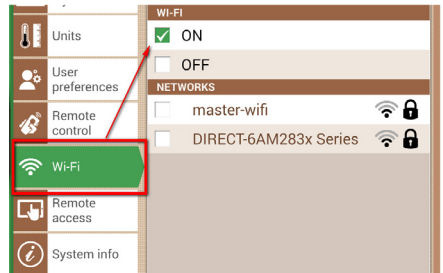 WI-FI
Units
ON
OFF
User
preferences
NETWORKS
Remote
control
master-wifi
DIRECT-6AM283x Series
Wi-Fi
Remote
access
System info